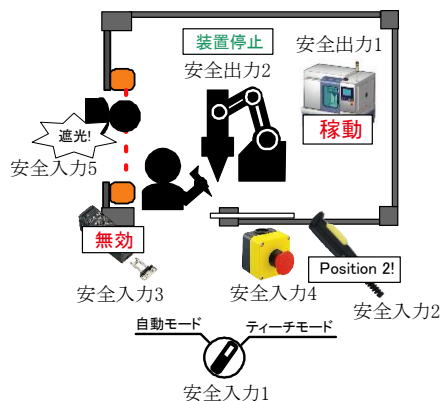 装置停止
安全出力1
安全出力2
稼動
遮光!
安全入力5
無効
Position 2!
安全入力3
安全入力4
安全入力2
自動モード
ティーチモード
安全入力1